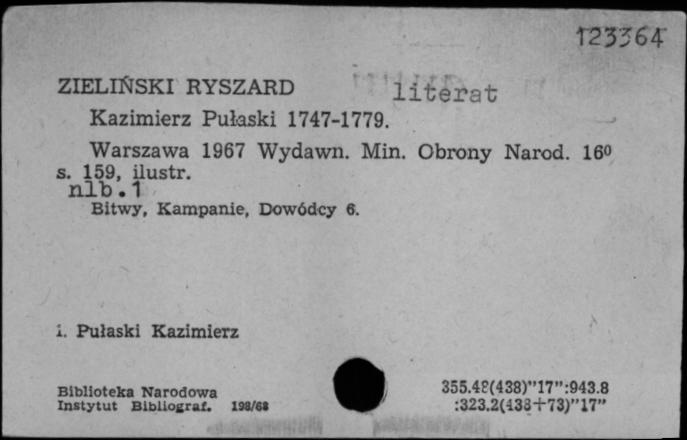 123364
ZIELIŃSKI RYSZARD literat
Kazimierz Pułaski 1747-1779.
Warszawa 1967 Wydawn. Min. Obrony Narod. 16⁰
s. 159, ilustr.
nlb.1
Bitwy, Kampanie, Dowódcy 6.
1. Pułaski Kazimierz
Biblioteka Narodowa 355.48(438)"17":943.8
Instytut Bibliograf. 198/68 :323.2(438+73)"17"